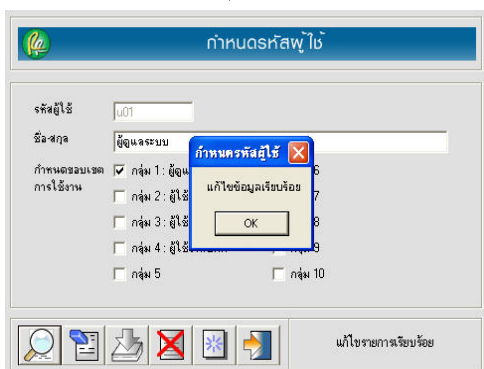 กำหนดรหัสผู้ใช้
รหัสผู้ใช้
u01
ชื่อ-สกุล
ผู้ดูแลระบบ
กำหนดรหัสผู้ใช้
กำหนดขอบเขต
การใช้งาน
กลุ่ม 1 : ผู้ดูแ
6
แก้ไขข้อมูลเรียบร้อย
กลุ่ม 2 : ผู้ใช้
7
OK
กลุ่ม 3 : ผู้ใช้
8
กลุ่ม 4 : ผู้ใช้
9
กลุ่ม 5
กลุ่ม 10
แก้ไขรายการเรียบร้อย